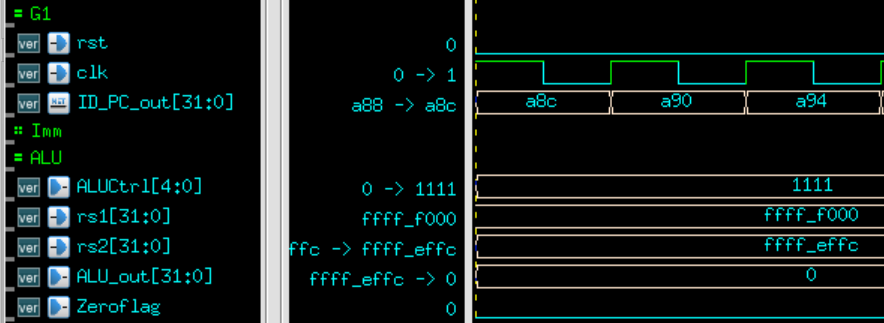 = G1
ver rst 0
ver clk 0 -> 1
ver ID_PC_out[31:0] a88 -> a8c a8c a90 a94
:: Imm
= ALU
ver ALUCtrl[4:0] 0 -> 1111 1111
ver rs1[31:0] ffff_f000 ffff_f000
ver rs2[31:0] ffc -> ffff_effc ffff_effc
ver ALU_out[31:0] ffff_effc -> 0 0
ver Zeroflag 0